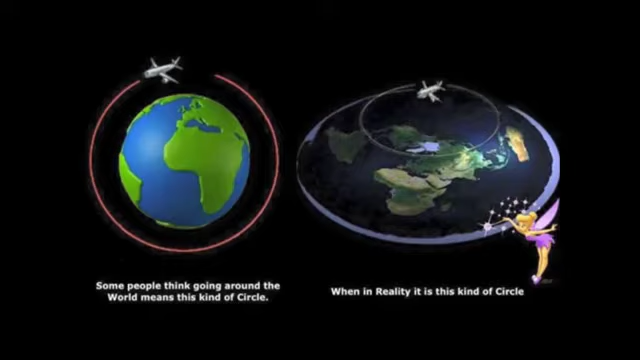 Some people think going around the
World means this kind of Circle.
When in Reality it is this kind of Circle